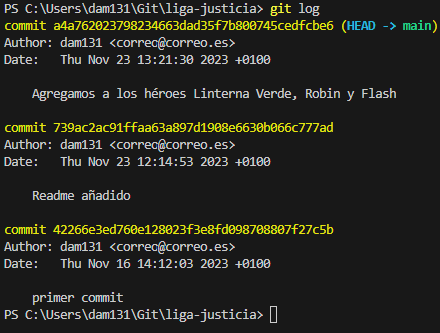 PS C:\Users\dam131\Git\liga-justicia> git log
commit a4a762023798234663dad35f7b800745cedfcbe6 (HEAD -> main)
Author: dam131 <correo@correo.es>
Date:   Thu Nov 23 13:21:30 2023 +0100
Agregamos a los héroes Linterna Verde, Robin y Flash
commit 739ac2ac91ffaa63a897d1908e6630b066c777ad
Author: dam131 <correo@correo.es>
Date:   Thu Nov 23 12:14:53 2023 +0100
Readme añadido
commit 42266e3ed760e128023f3e8fd098708807f27c5b
Author: dam131 <correo@correo.es>
Date:   Thu Nov 16 14:12:03 2023 +0100
primer commit
PS C:\Users\dam131\Git\liga-justicia>